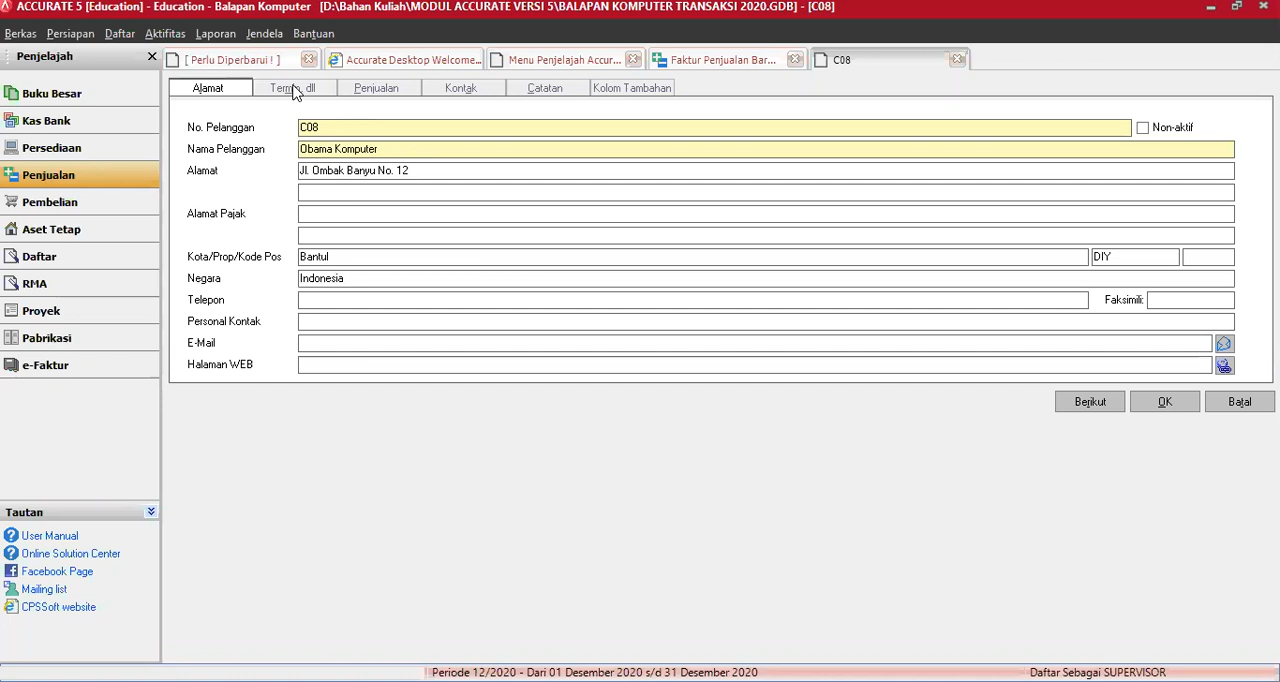 ACCURATE 5 [Education] - Education - Balapan Komputer [D:\Bahan Kuliah\MODUL ACCURATE VERSI 5\BALAPAN KOMPUTER TRANSAKSI 2020.GDB] - [C08]
Berkas Persiapan Daftar Aktifitas Laporan Jendela Bantuan
Penjelajah
[ Perlu Diperbarui ! ] Accurate Desktop Welcome... Menu Penjelajah Accur... Faktur Penjualan Bar... C08
Alamat dll Penjualan Kontak Catatan Kolom Tambahan
Buku Besar
Kas Bank
Persediaan
Penjualan
Pembelian
Aset Tetap
Daftar
RMA
Proyek
Pabrikasi
e-Faktur
No. Pelanggan C08 Non-aktif
Nama Pelanggan Obama Komputer
Alamat Jl. Ombak Banyu No. 12
Alamat Pajak
Kota/Prop/Kode Pos Bantul DIY
Negara Indonesia
Telepon Faksimili:
Personal Kontak
E-Mail
Halaman WEB
Berikut OK Batal
Tautan
User Manual
Online Solution Center
Facebook Page
Mailing list
CPSSoft website
Periode 12/2020 - Dari 01 Desember 2020 s/d 31 Desember 2020 Daftar Sebagai SUPERVISOR